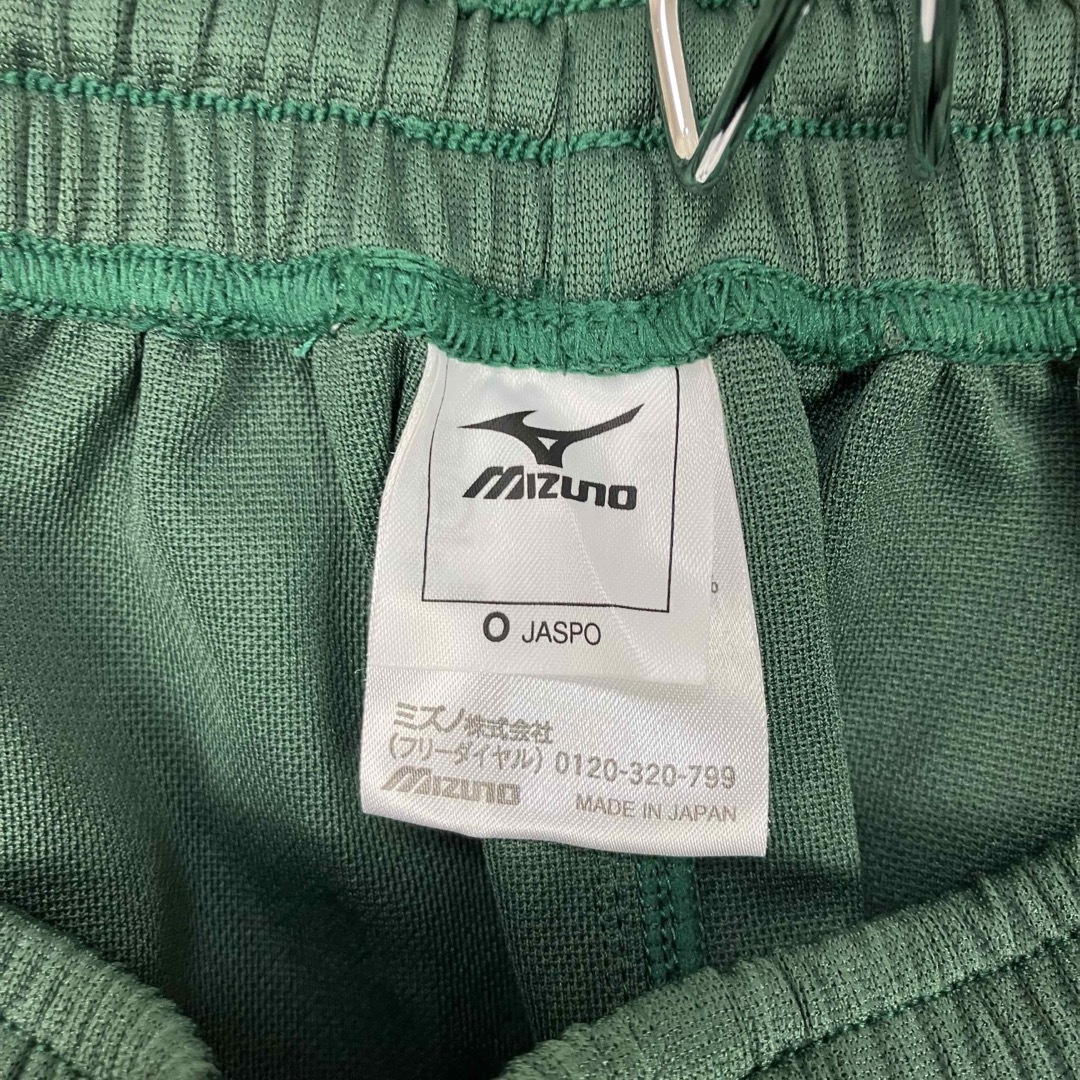 MIZUNO
O JASPO
ミズノ株式会社
(フリーダイヤル) 0120-320-799
MIZUNO MADE IN JAPAN